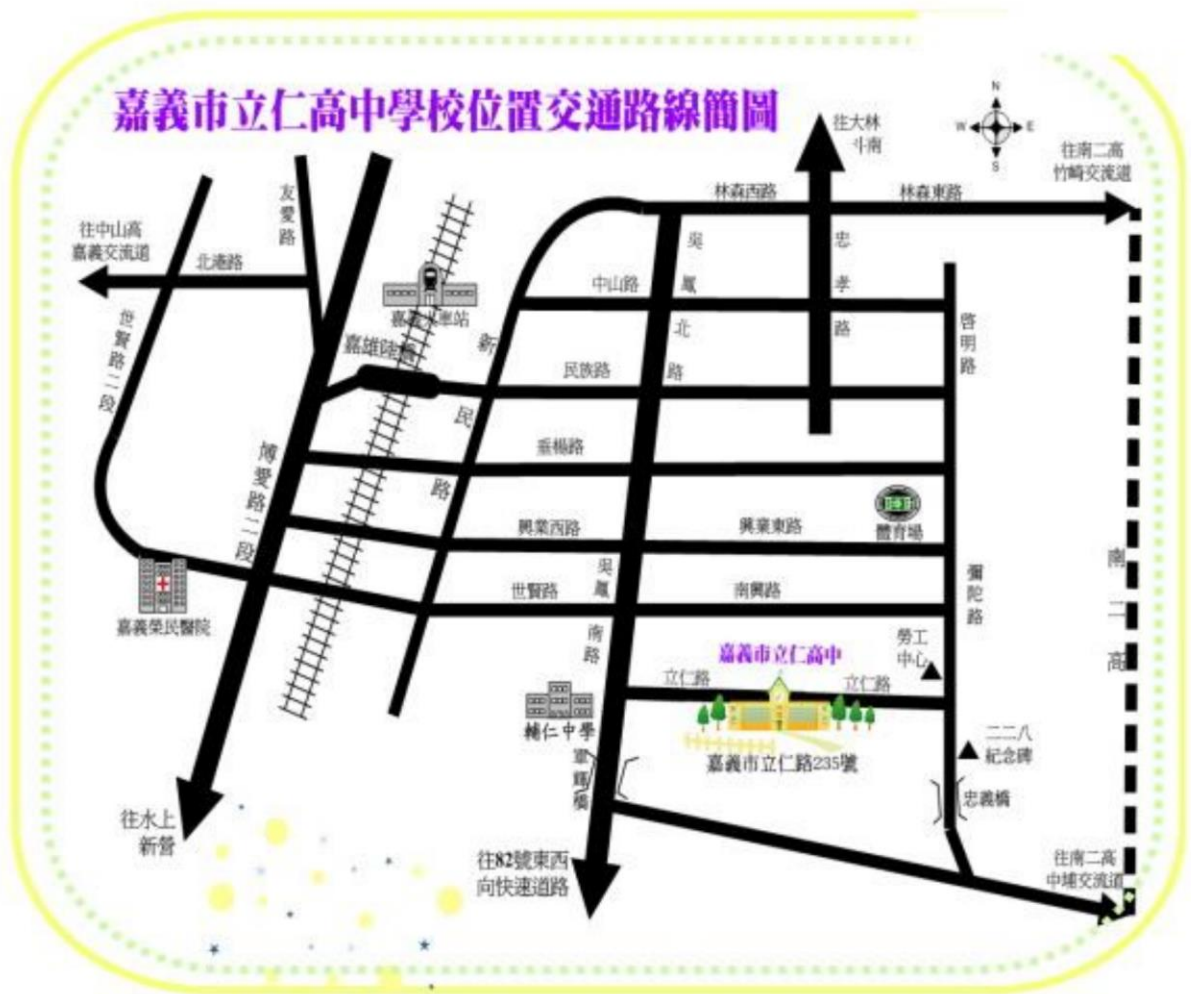 嘉義市立仁高中學校位置交通路線簡圖
N
W
E
S
往大林
斗南
往南二高
竹崎交流道
林森西路
林森東路
友愛路
往中山高
嘉義交流道
北港路
吳鳳北路
忠孝路
中山路
嘉義火車站
世賢路二段
新民路
啓明路
嘉雄陸橋
民族路
垂楊路
博愛路二段
體育場
興業西路
興業東路
南二高
吳鳳南路
彌陀路
世賢路
南興路
嘉義榮民醫院
勞工
中心
嘉義市立仁高中
立仁路
立仁路
輔仁中學
二二八
紀念碑
軍輝橋
嘉義市立仁路235號
忠義橋
往水上
新營
往82號東西
向快速道路
往南二高
中埔交流道